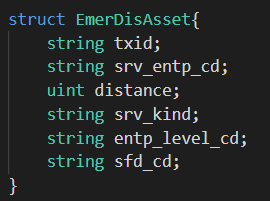 struct EmerDisAsset{
    string txid;
    string srv_entp_cd;
    uint distance;
    string srv_kind;
    string entp_level_cd;
    string sfd_cd;
}